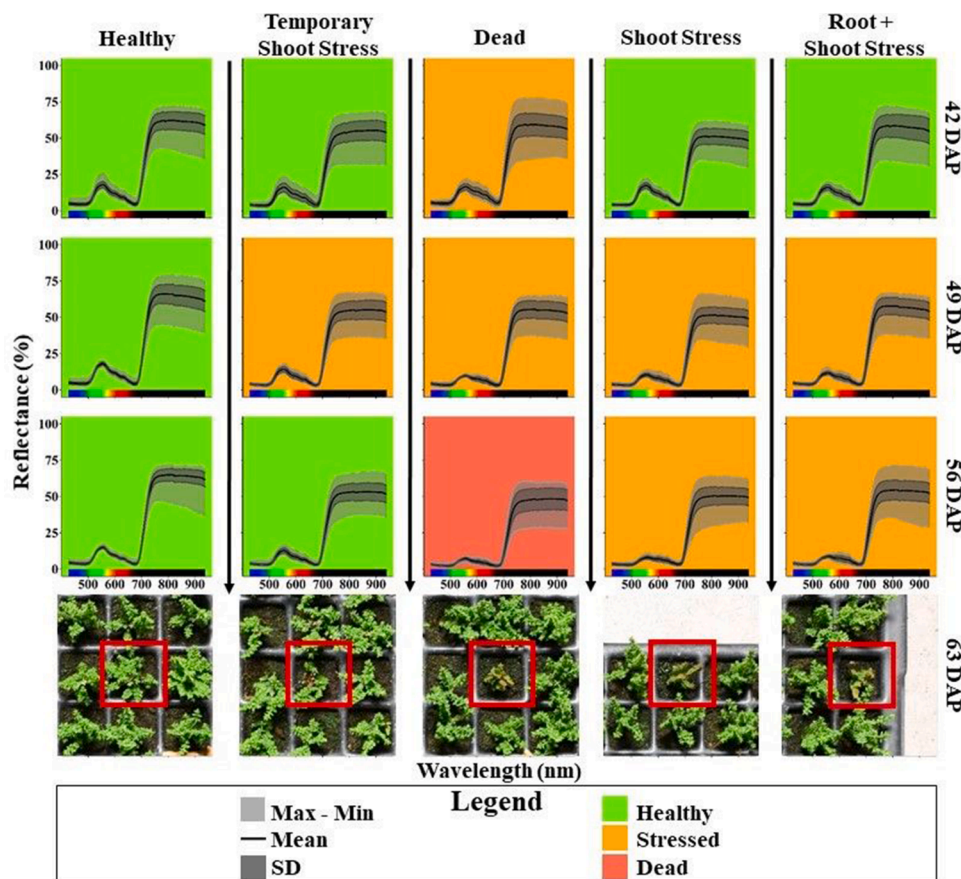 Healthy
Temporary
Shoot Stress
Dead
Shoot Stress
Root +
Shoot Stress
100
75
50
25
0
42 DAP
100
75
50
25
0
49 DAP
Reflectance (%)
100
75
50
25
0
56 DAP
500 600 700 800 900
500 600 700 800 900
500 600 700 800 900
500 600 700 800 900
500 600 700 800 900
63 DAP
Wavelength (nm)
Legend
Max - Min
Mean
SD
Healthy
Stressed
Dead